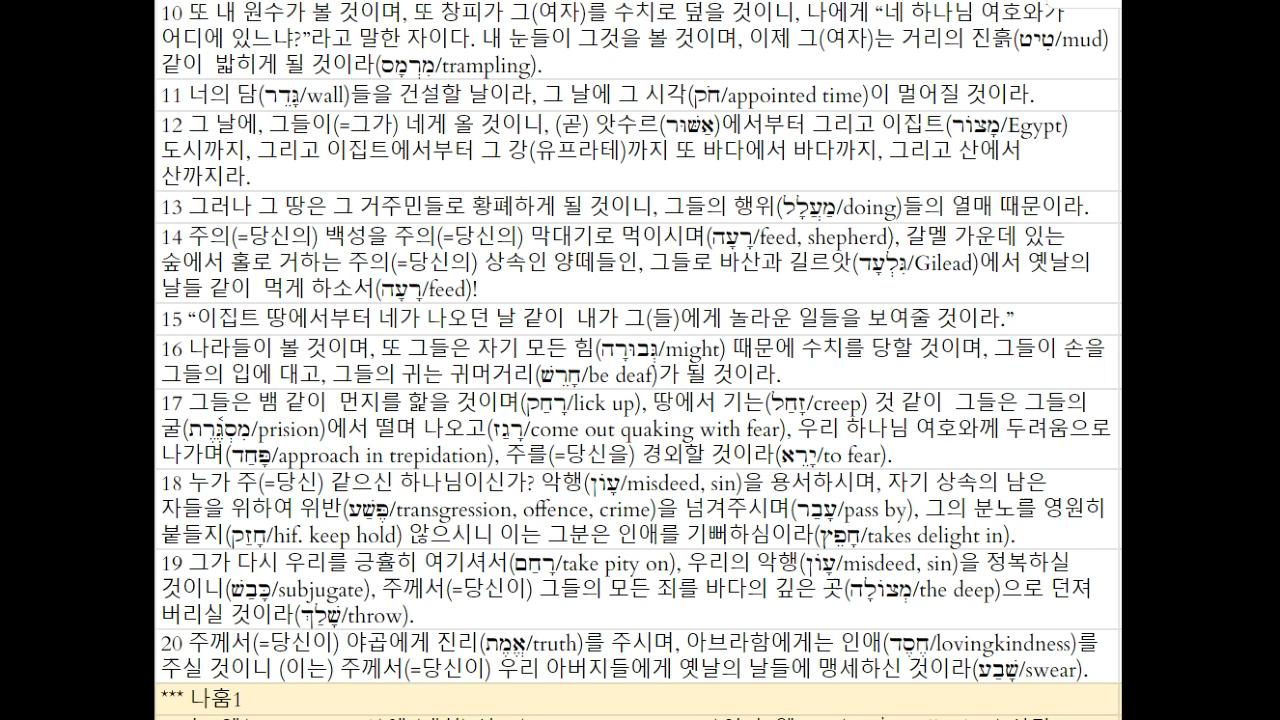 10 또 내 원수가 볼 것이며, 또 창피가 그(여자)를 수치로 덮을 것이니, 나에게 “네 하나님 여호와가
어디에 있느냐?”라고 말한 자이다. 내 눈들이 그것을 볼 것이며, 이제 그(여자)는 거리의 진흙(טִיט/mud)
같이 밟히게 될 것이라(מִרְמָס/trampling).
11 너의 담(גָּדֵר/wall)들을 건설할 날이라, 그 날에 그 시각(חֹק/appointed time)이 멀어질 것이라.
12 그 날에, 그들이(=그가) 네게 올 것이니, (곧) 앗수르(אַשּׁוּר)에서부터 그리고 이집트(מָצוֹר/Egypt)
도시까지, 그리고 이집트에서부터 그 강(유프라테)까지 또 바다에서 바다까지, 그리고 산에서
산까지라.
13 그러나 그 땅은 그 거주민들로 황폐하게 될 것이니, 그들의 행위(מַעֲלָל/doing)들의 열매 때문이라.
14 주의(=당신의) 백성을 주의(=당신의) 막대기로 먹이시며(רָעָה/feed, shepherd), 갈멜 가운데 있는
숲에서 홀로 거하는 주의(=당신의) 상속인 양떼들인, 그들로 바산과 길르앗(גִּלְעָד/Gilead)에서 옛날의
날들 같이 먹게 하소서(רָעָה/feed)!
15 “이집트 땅에서부터 네가 나오던 날 같이 내가 그(들)에게 놀라운 일들을 보여줄 것이라.”
16 나라들이 볼 것이며, 또 그들은 자기 모든 힘(גְּבוּרָה/might) 때문에 수치를 당할 것이며, 그들이 손을
그들의 입에 대고, 그들의 귀는 귀머거리(חָרֵשׁ/be deaf)가 될 것이라.
17 그들은 뱀 같이 먼지를 핥을 것이며(רָחַק/lick up), 땅에서 기는(זָחַל/creep) 것 같이 그들은 그들의
굴(מִסְגֶּרֶת/prision)에서 떨며 나오고(רָגַז/come out quaking with fear), 우리 하나님 여호와께 두려움으로
나가며(פָּחַד/approach in trepidation), 주를(=당신을) 경외할 것이라(יָרֵא/to fear).
18 누가 주(=당신) 같으신 하나님이신가? 악행(עָוֹן/misdeed, sin)을 용서하시며, 자기 상속의 남은
자들을 위하여 위반(פֶּשַׁע/transgression, offence, crime)을 넘겨주시며(עָבַר/pass by), 그의 분노를 영원히
붙들지(חָזַק/hif. keep hold) 않으시니 이는 그분은 인애를 기뻐하심이라(חָפֵץ/takes delight in).
19 그가 다시 우리를 긍휼히 여기셔서(רָחַם/take pity on), 우리의 악행(עָוֹן/misdeed, sin)을 정복하실
것이니(כָּבַשׁ/subjugate), 주께서(=당신이) 그들의 모든 죄를 바다의 깊은 곳(מְצוֹלָה/the deep)으로 던져
버리실 것이라(שָׁלַךְ/throw).
20 주께서(=당신이) 야곱에게 진리(אֱמֶת/truth)를 주시며, 아브라함에게는 인애(חֶסֶד/lovingkindness)를
주실 것이니 (이는) 주께서(=당신이) 우리 아버지들에게 옛날의 날들에 맹세하신 것이라(שָׁבַע/swear).
*** 나훔1